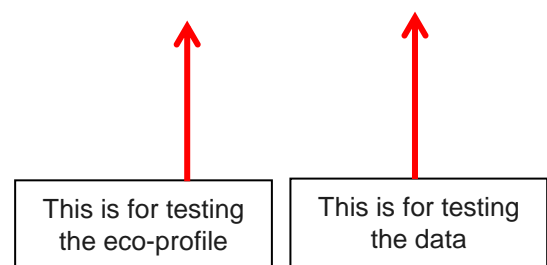 This is for testing
the eco-profile
This is for testing
the data